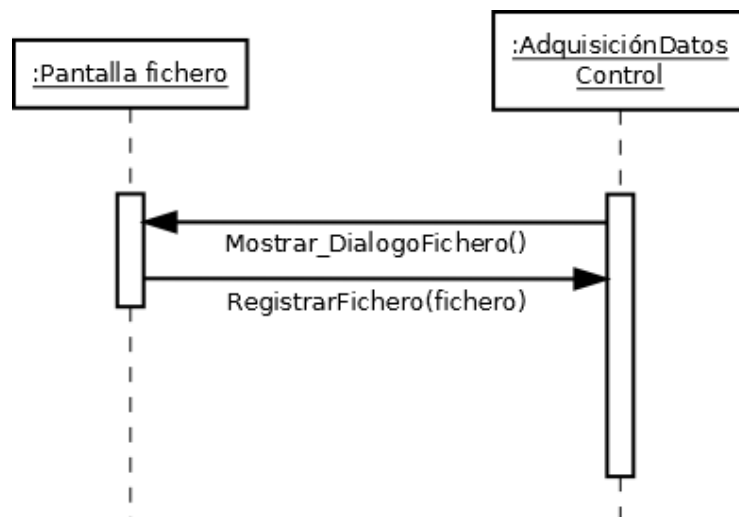 :Pantalla fichero
:AdquisiciónDatos
Control
Mostrar_DialogoFichero()
RegistrarFichero(fichero)